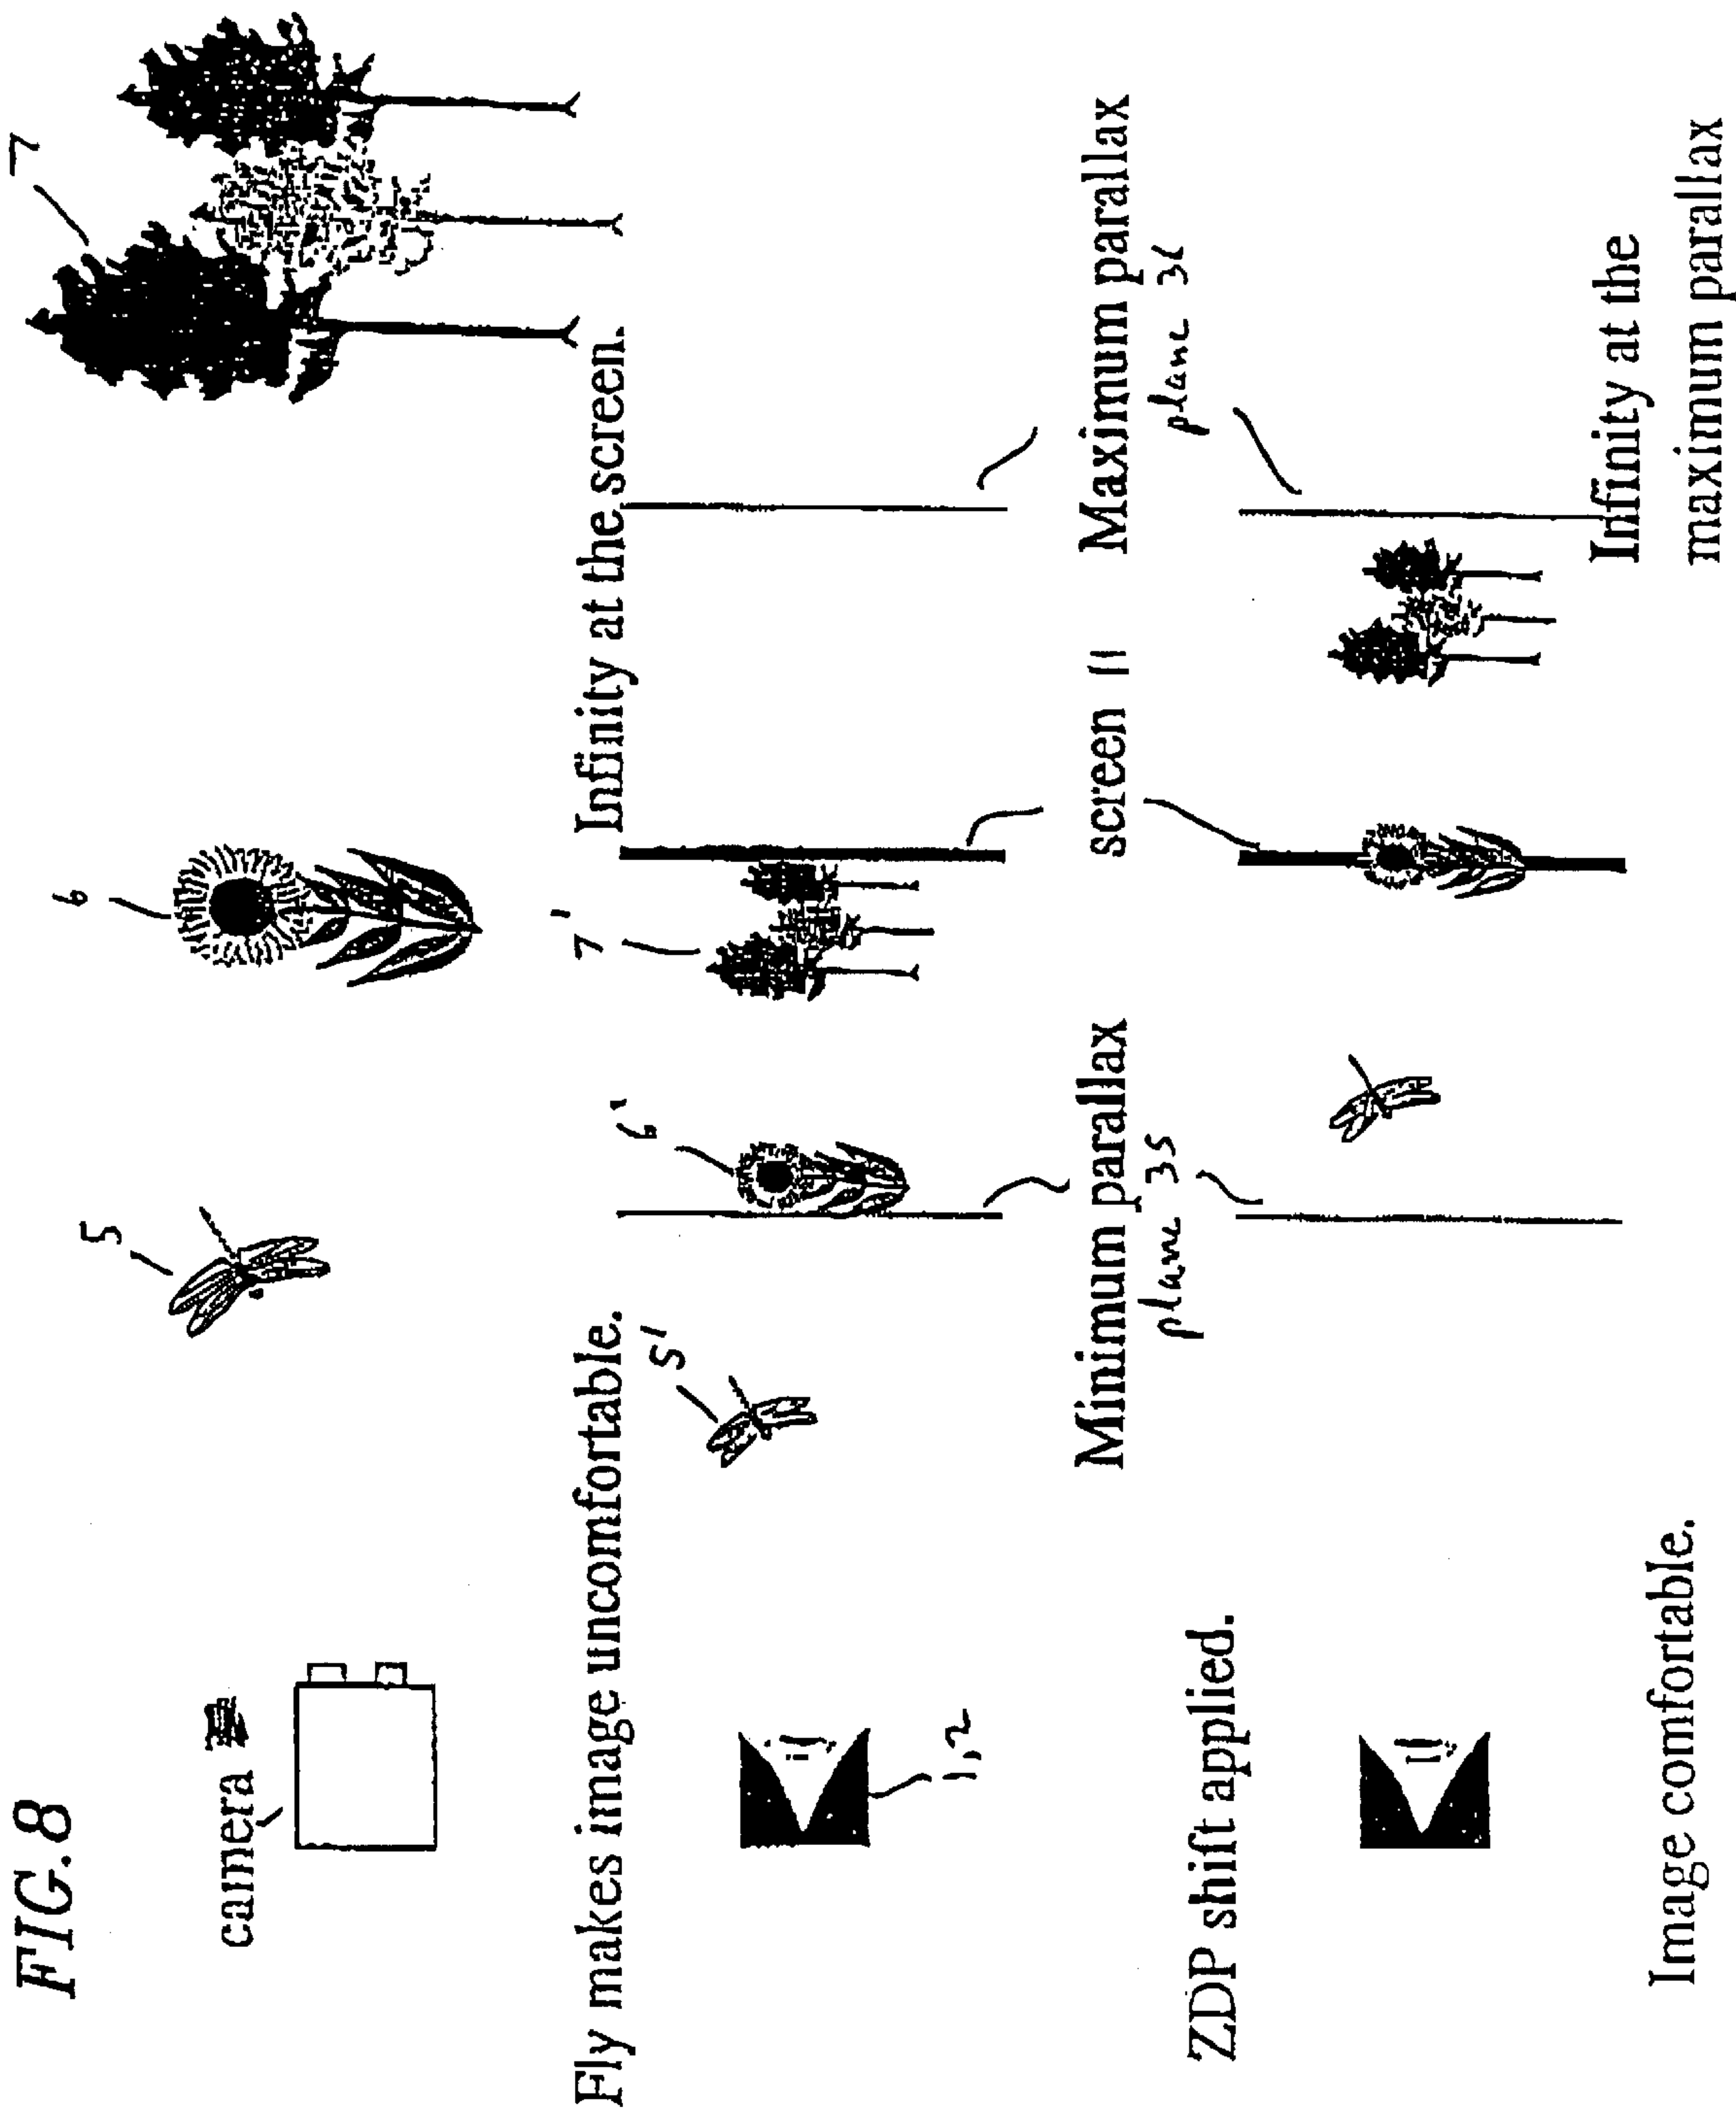 FIG.8
camera
5
6
7
Fly makes image uncomfortable.
Infinity at the screen.
5'
6'
7'
1,2
Minimum parallax
plane 35
screen 11
Maximum parallax
plane 36
ZDP shift applied.
Image comfortable.
Infinity at the
maximum parallax